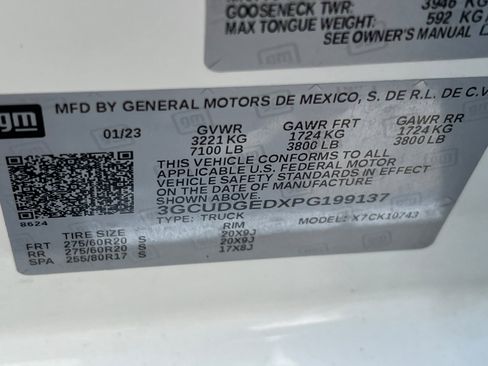 GOOSENECK TWR: 3946 KG
MAX TONGUE WEIGHT: 592 KG
SEE OWNER'S MANUAL
gm
MFD BY GENERAL MOTORS DE MEXICO, S. DE R.L. DE C.V
01/23 GVWR GAWR FRT GAWR RR
3221 KG 1724 KG 1724 KG
7100 LB 3800 LB 3800 LB
THIS VEHICLE CONFORMS TO ALL APPLICABLE
FEDERAL MOTOR VEHICLE SAFETY STANDARDS IN EFFECT
ON THE DATE OF MANUFACTURE SHOWN ABOVE
3GCUDGEDXPG199137
8624
TYPE: TRUCK MODEL: X7CK10743
TIRE SIZE RIM
FRT 275/60R20 S 20X9J
RR 275/60R20 S 20X9J
SPA 255/80R17 S 17X8J